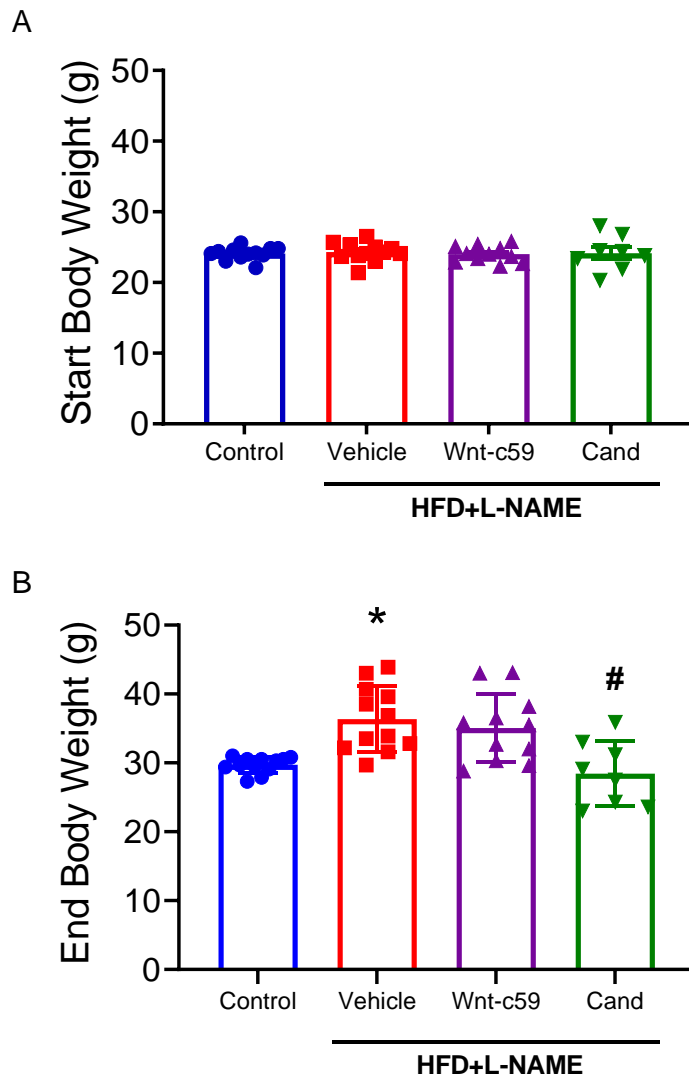 A
Start Body Weight (g)
50
40
30
20
10
0
Control Vehicle Wnt-c59 Cand
HFD+L-NAME
B
End Body Weight (g)
50
40
30
20
10
0
*
#
Control Vehicle Wnt-c59 Cand
HFD+L-NAME